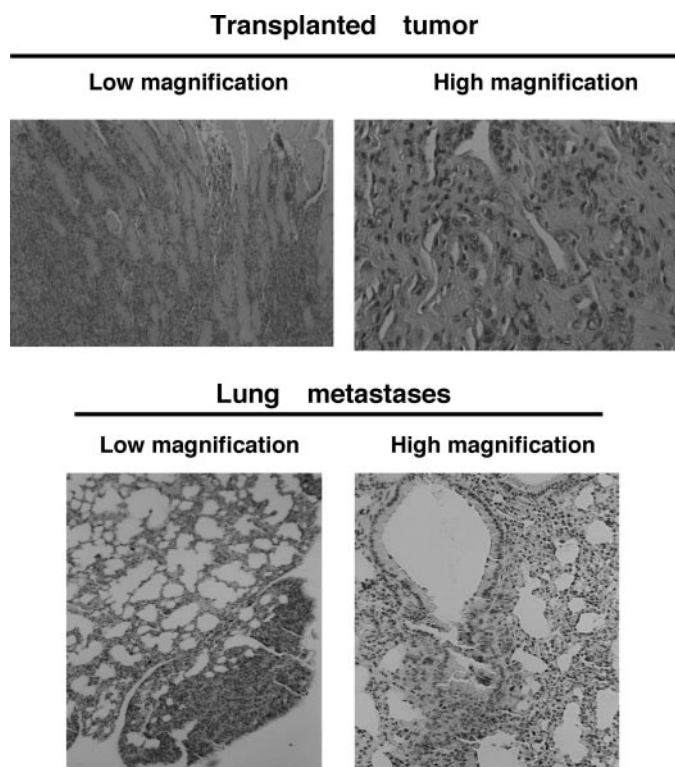 Transplanted tumor
Low magnification High magnification
Lung metastases
Low magnification High magnification